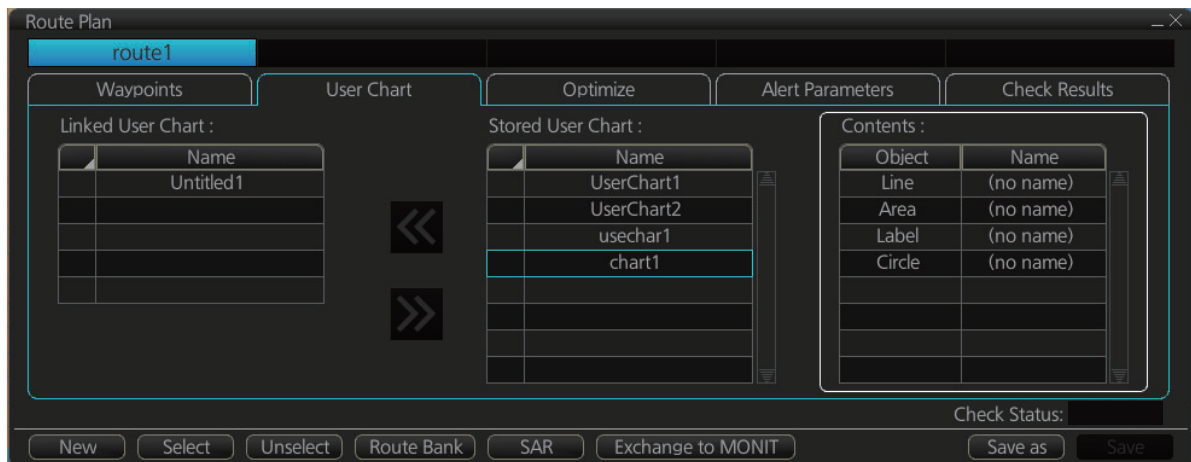 Route Plan
route1
Waypoints User Chart Optimize Alert Parameters Check Results
Linked User Chart : Stored User Chart : Contents :
Name Name Object Name
Untitled1 UserChart1 Line (no name)
UserChart2 Area (no name)
usechar1 Label (no name)
chart1 Circle (no name)
Check Status:
New Select Unselect Route Bank SAR Exchange to MONIT Save as Save